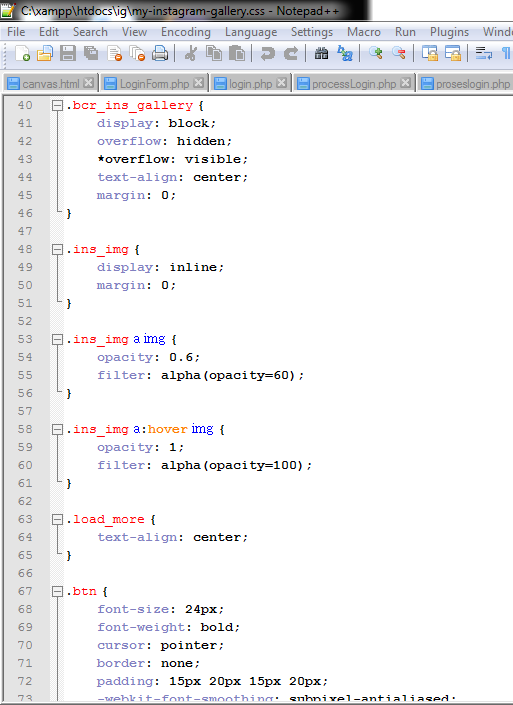 C:\xampp\htdocs\ig\my-instagram-gallery.css - Notepad++
File Edit Search View Encoding Language Settings Macro Run Plugins Windo
canvas.html LoginForm.php login.php processLogin.php proseslogin.php
40 .bcr_ins_gallery {
41 display: block;
42 overflow: hidden;
43 *overflow: visible;
44 text-align: center;
45 margin: 0;
46 }
47
48 .ins_img {
49 display: inline;
50 margin: 0;
51 }
52
53 .ins_img a img {
54 opacity: 0.6;
55 filter: alpha(opacity=60);
56 }
57
58 .ins_img a:hover img {
59 opacity: 1;
60 filter: alpha(opacity=100);
61 }
62
63 .load_more {
64 text-align: center;
65 }
66
67 .btn {
68 font-size: 24px;
69 font-weight: bold;
70 cursor: pointer;
71 border: none;
72 padding: 15px 20px 15px 20px;
73 -webkit-font-smoothing: subpixel-antialiased;